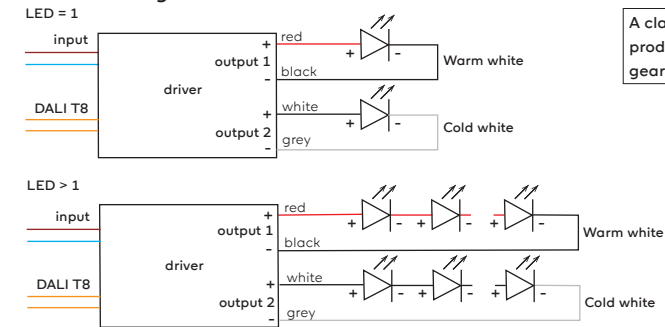 LED = 1
input
DALI T8
driver
+
output 1
-
+
output 2
-
red
black
white
grey
+ -
Warm white
+ -
Cold white
A cla
prod
gear
LED > 1
input
DALI T8
driver
+
output 1
-
+
output 2
-
red
black
white
grey
+ - + - + -
Warm white
+ - + - + -
Cold white